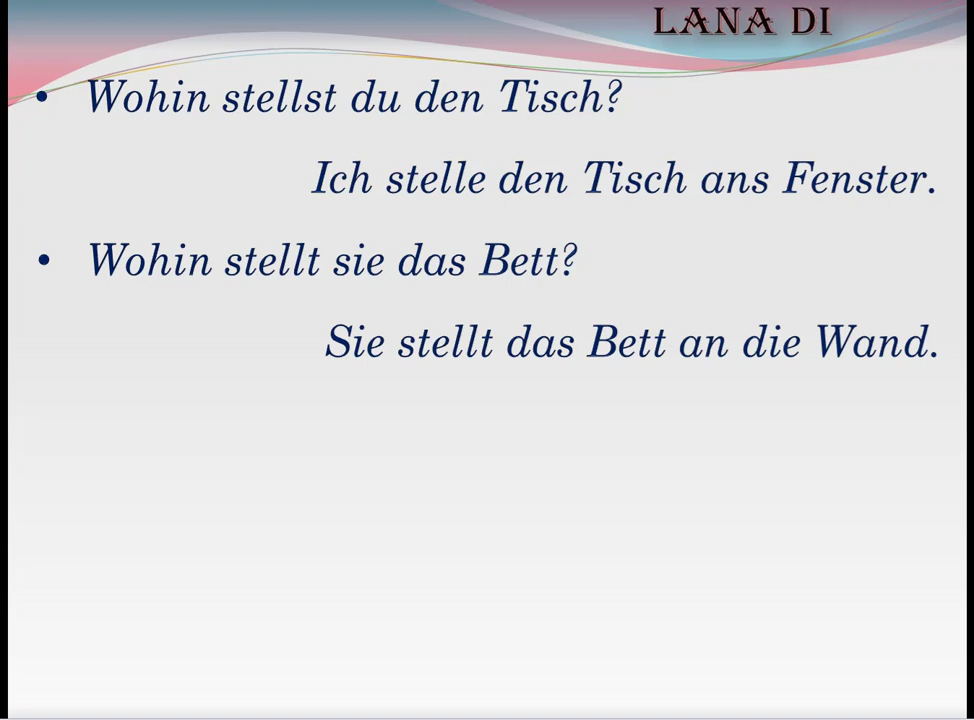 LANA DI
• Wohin stellst du den Tisch?
Ich stelle den Tisch ans Fenster.
• Wohin stellt sie das Bett?
Sie stellt das Bett an die Wand.